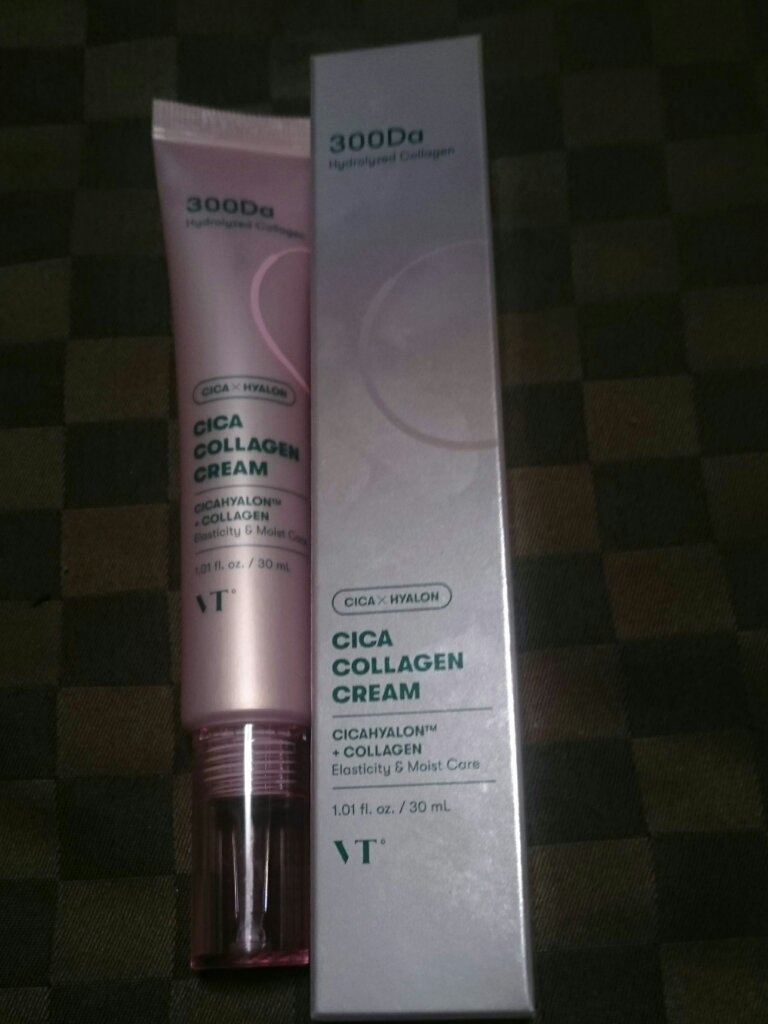 300Da
Hydrolyzed Collagen
CICA × HYALON
CICA
COLLAGEN
CREAM
CICAHYALON™
+ COLLAGEN
Elasticity & Moist Care
1.01 fl. oz. / 30 mL
VT°
300Da
Hydrolyzed Collagen
CICA × HYALON
CICA
COLLAGEN
CREAM
CICAHYALON™
+ COLLAGEN
Elasticity & Moist Care
1.01 fl. oz. / 30 mL
VT°